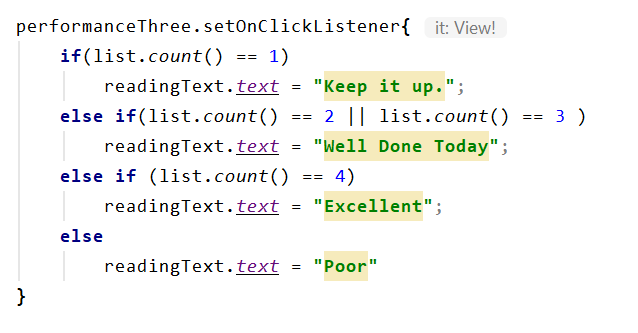 performanceThree.setOnClickListener{ it: View!
if(list.count() == 1)
readingText.text = "Keep it up.";
else if(list.count() == 2 || list.count() == 3 )
readingText.text = "Well Done Today";
else if (list.count() == 4)
readingText.text = "Excellent";
else
readingText.text = "Poor"
}